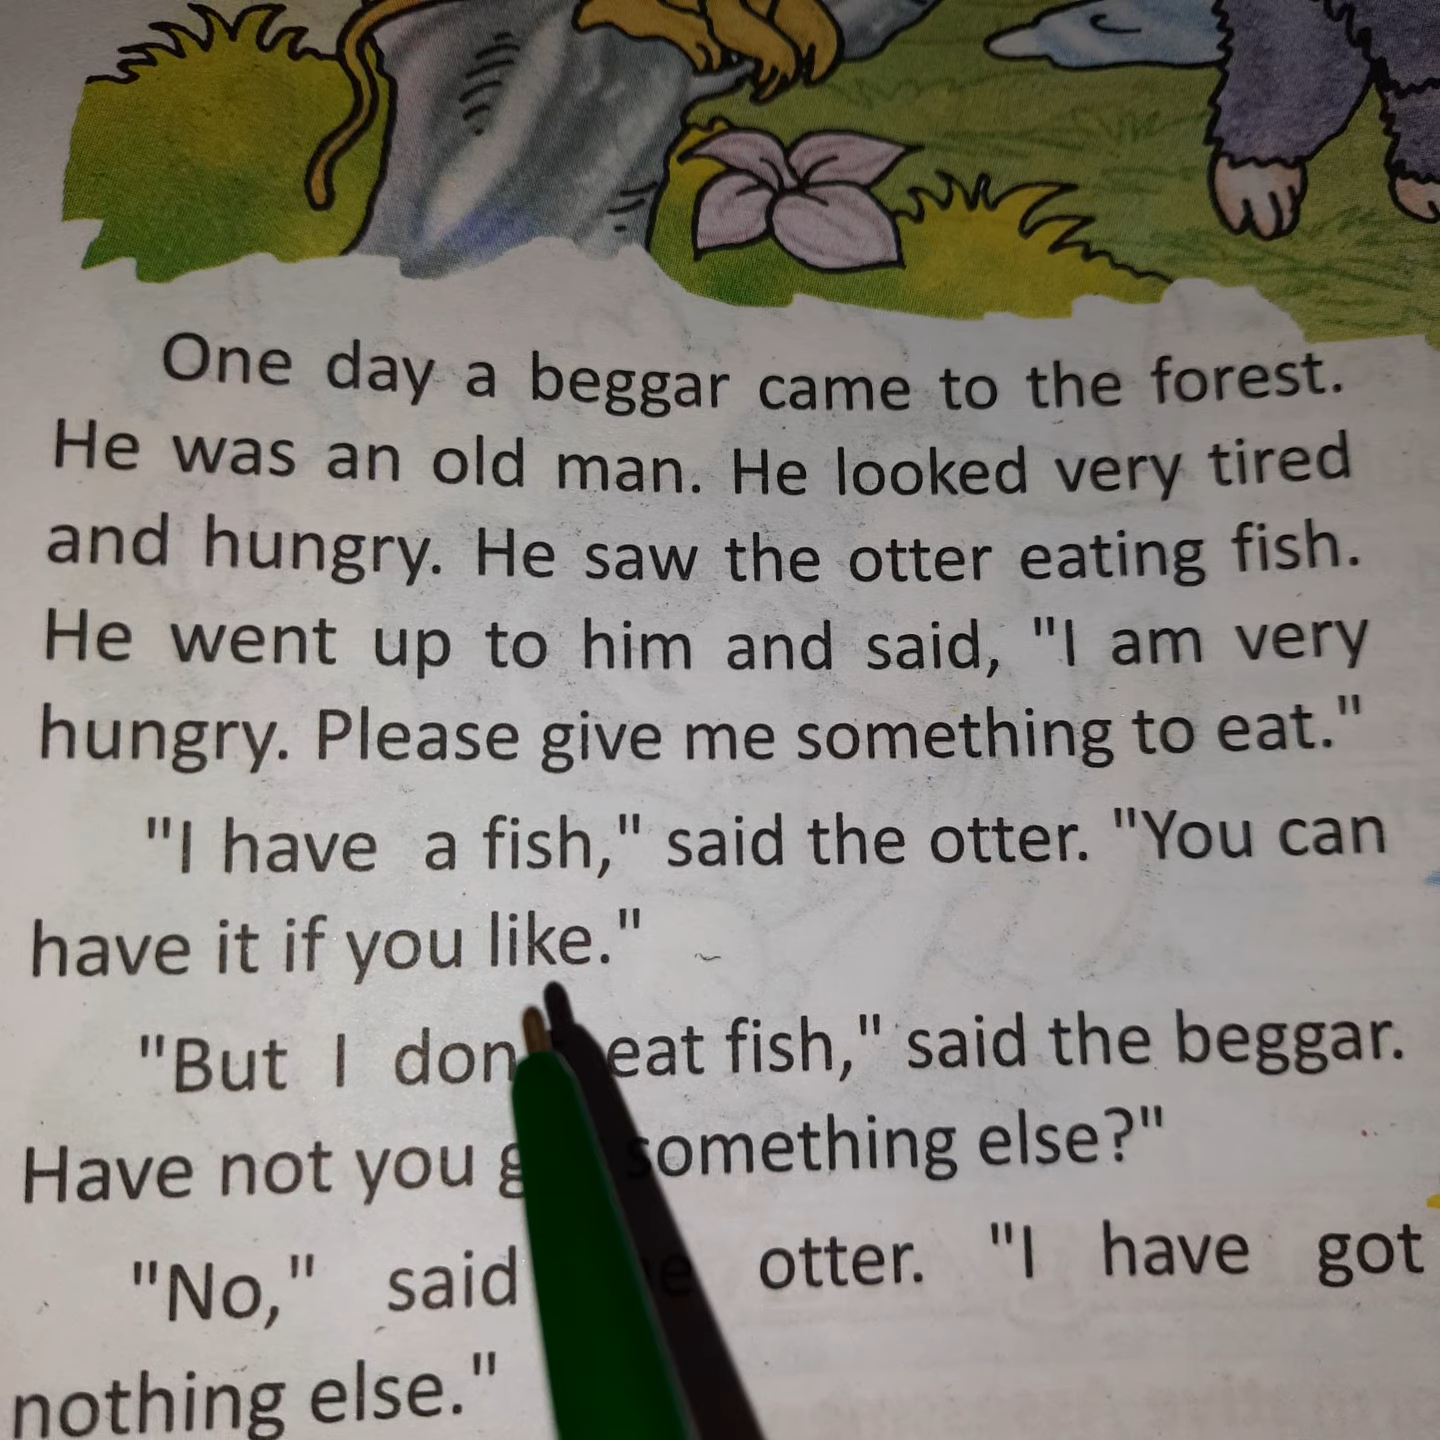 One day a beggar came to the forest.
He was an old man. He looked very tired
and hungry. He saw the otter eating fish.
He went up to him and said, "I am very
hungry. Please give me something to eat."
"I have a fish," said the otter. "You can
have it if you like."
"But I eat fish," said the beggar.
Have not you something else?"
"No," said otter. "I have got
nothing else."